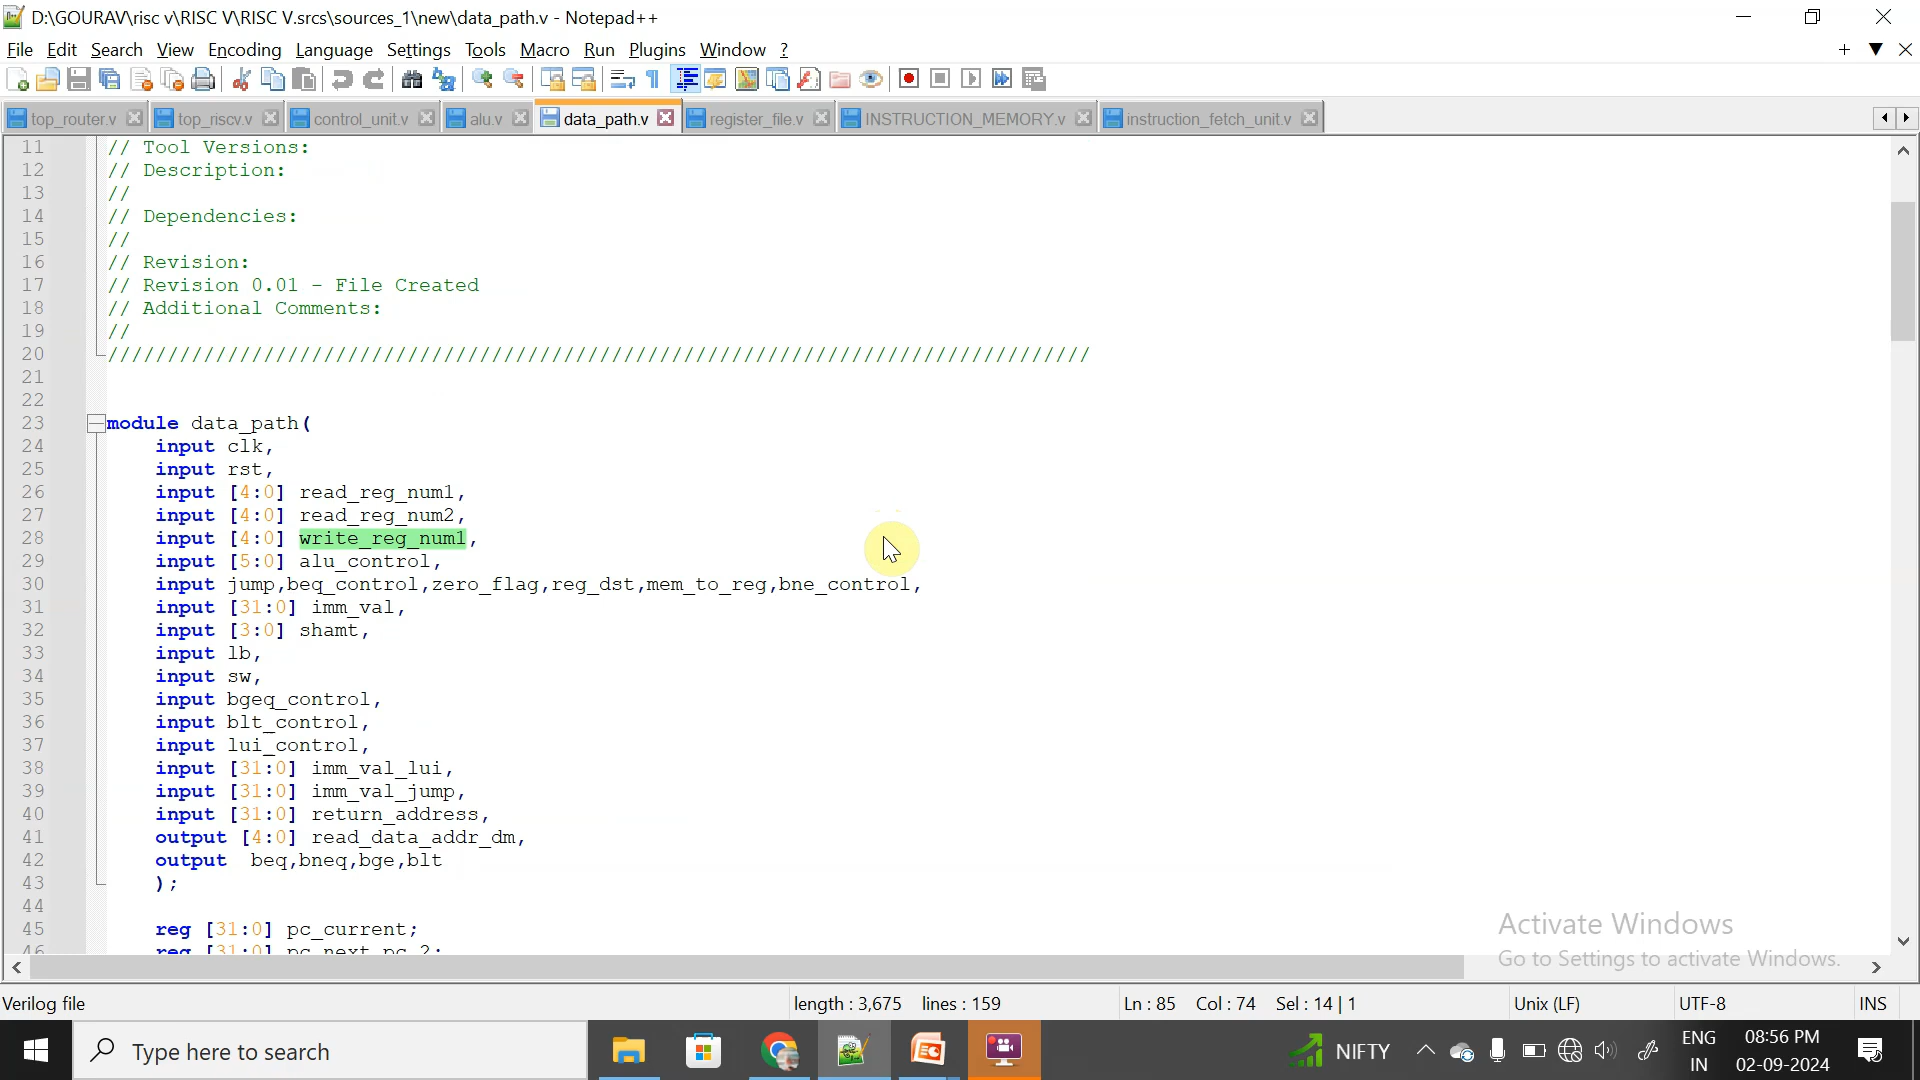 D:\GOURAV\risc v\RISC V\RISC V.srcs\sources_1\new\data_path.v - Notepad++
File Edit Search View Encoding Language Settings Tools Macro Run Plugins Window ?
top_router.v top_riscv.v control_unit.v alu.v data_path.v register_file.v INSTRUCTION_MEMORY.v instruction_fetch_unit.v
11 // Tool Versions:
12 // Description:
13 //
14 // Dependencies:
15 //
16 // Revision:
17 // Revision 0.01 - File Created
18 // Additional Comments:
19 //
20 //////////////////////////////////////////////////////////////////////////////////
21
22
23 module data_path(
24 input clk,
25 input rst,
26 input [4:0] read_reg_num1,
27 input [4:0] read_reg_num2,
28 input [4:0] write_reg_num1,
29 input [5:0] alu_control,
30 input jump,beq_control,zero_flag,reg_dst,mem_to_reg,bne_control,
31 input [31:0] imm_val,
32 input [3:0] shamt,
33 input lb,
34 input sw,
35 input bgeq_control,
36 input blt_control,
37 input lui_control,
38 input [31:0] imm_val_lui,
39 input [31:0] imm_val_jump,
40 input [31:0] return_address,
41 output [4:0] read_data_addr_dm,
42 output beq,bneq,bge,blt
43 );
44
45 reg [31:0] pc_current;
46 reg [31:0] pc_next,pc_2;
Activate Windows
Go to Settings to activate Windows.
Verilog file length : 3,675 lines : 159 Ln : 85 Col : 74 Sel : 14 | 1 Unix (LF) UTF-8 INS
Type here to search NIFTY ENG IN 08:56 PM 02-09-2024